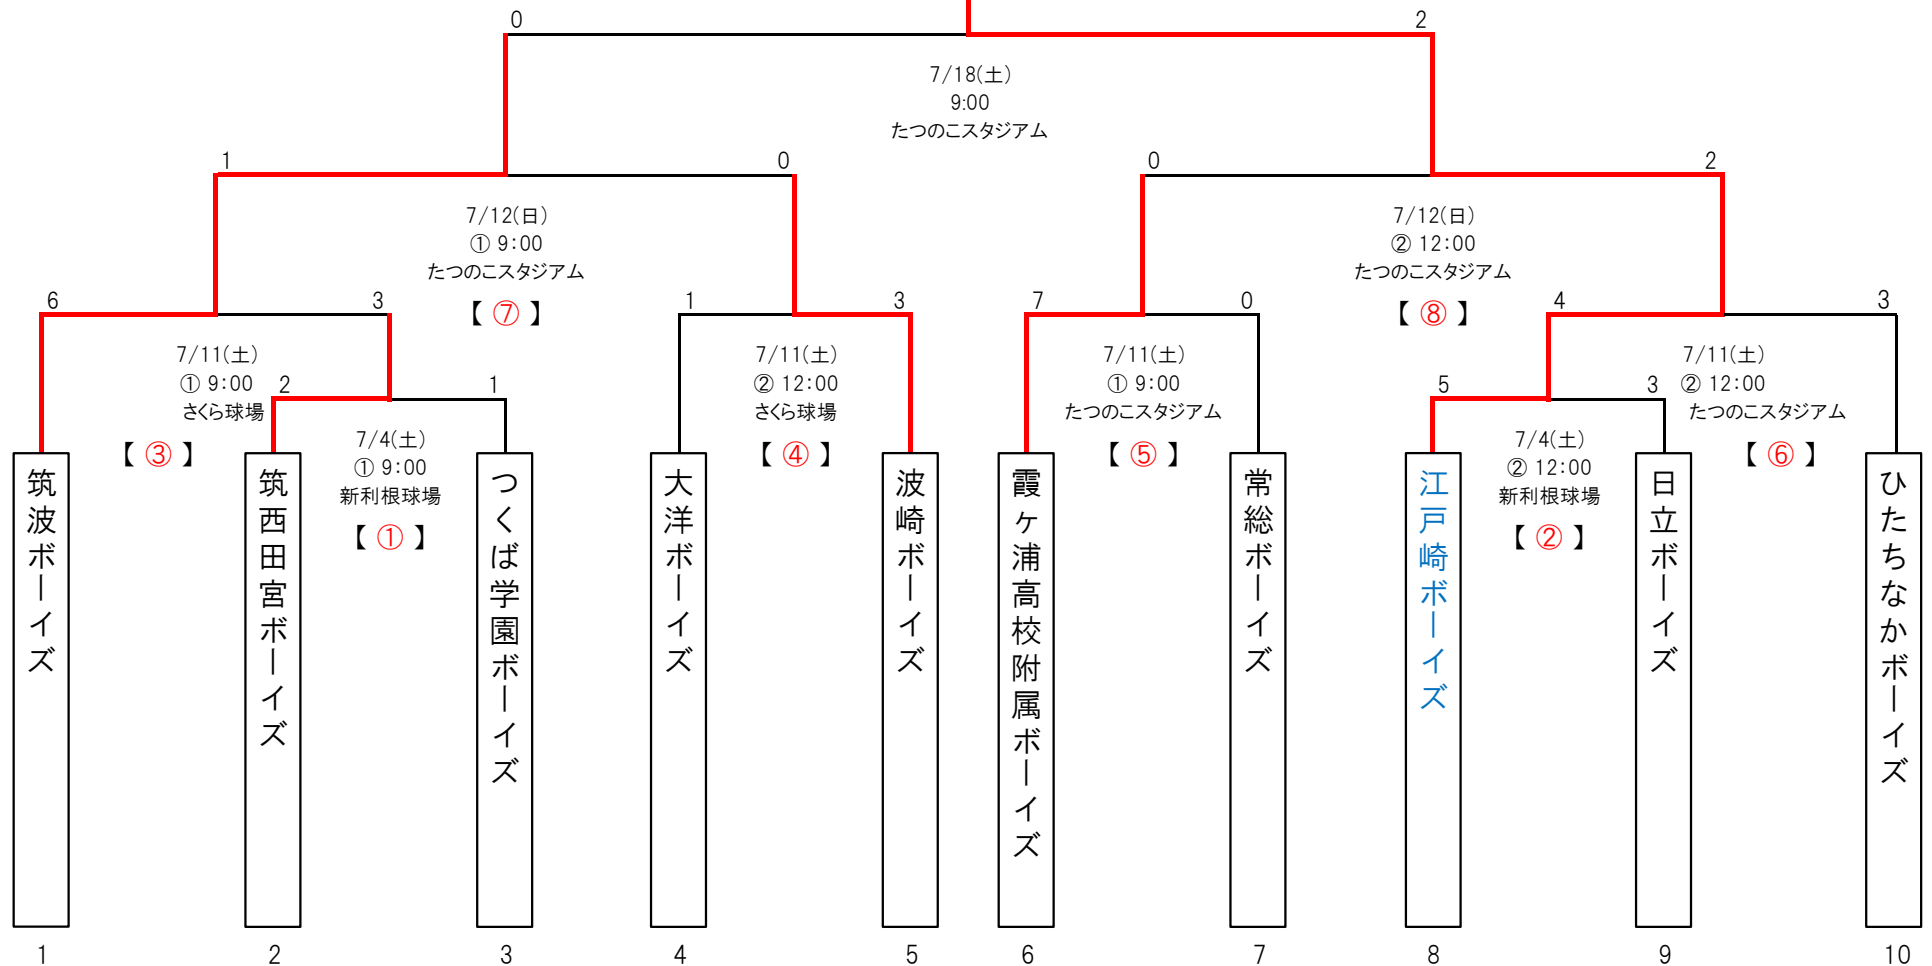 0 2
7/18(土)
9:00
たつのこスタジアム
1 0 0 2
7/12(日)
① 9:00
たつのこスタジアム
【 ⑦ 】
7/12(日)
② 12:00
たつのこスタジアム
【 ⑧ 】
6 3 1 3 7 0 4 3
7/11(土)
① 9:00
さくら球場
【 ③ 】
7/11(土)
② 12:00
さくら球場
【 ④ 】
7/11(土)
① 9:00
たつのこスタジアム
【 ⑤ 】
7/11(土)
② 12:00
たつのこスタジアム
【 ⑥ 】
2 1 5 3
7/4(土)
① 9:00
新利根球場
【 ① 】
7/4(土)
② 12:00
新利根球場
【 ② 】
筑波ボーイズ
筑西田宮ボーイズ
つくば学園ボーイズ
大洋ボーイズ
波崎ボーイズ
霞ヶ浦高校附属ボーイズ
常総ボーイズ
江戸崎ボーイズ
日立ボーイズ
ひたちなかボーイズ
1 2 3 4 5 6 7 8 9 10